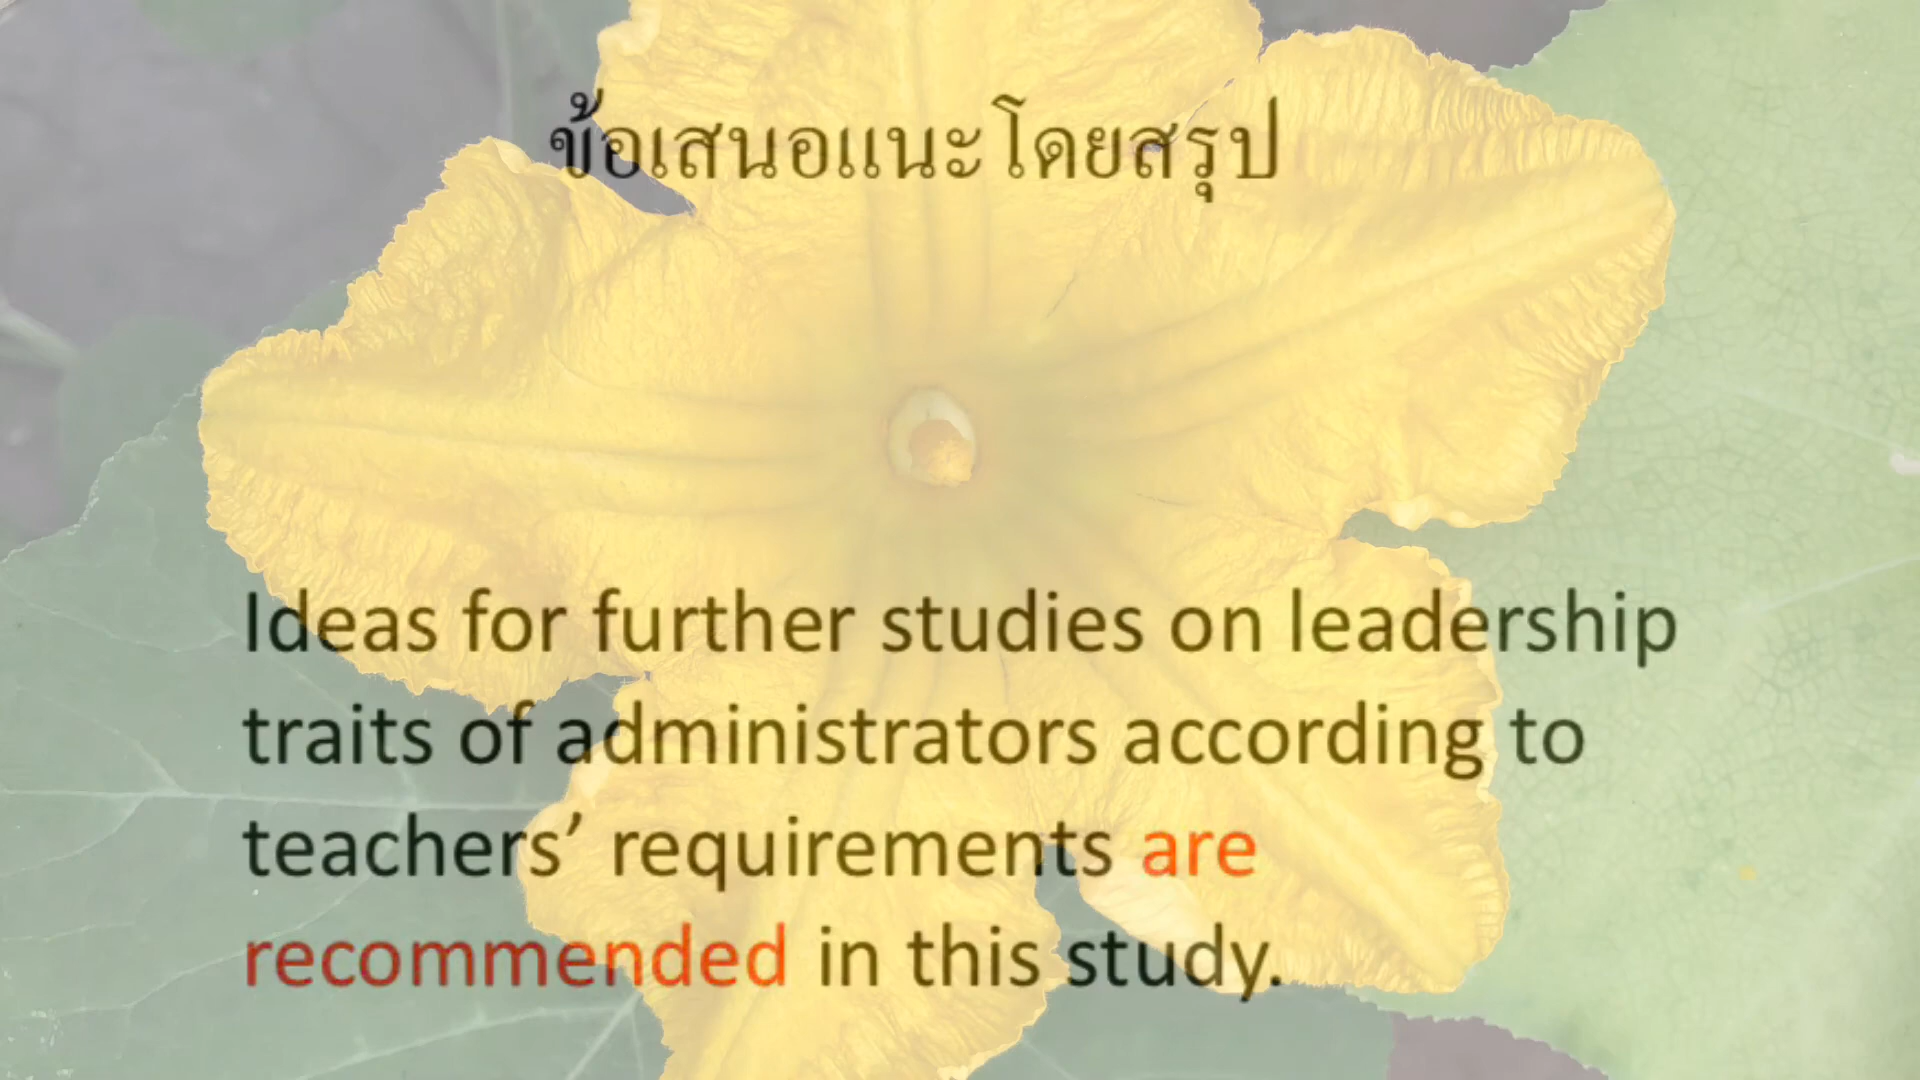 ข้อเสนอแนะโดยสรุป
Ideas for further studies on leadership
traits of administrators according to
teachers’ requirements are
recommended in this study.